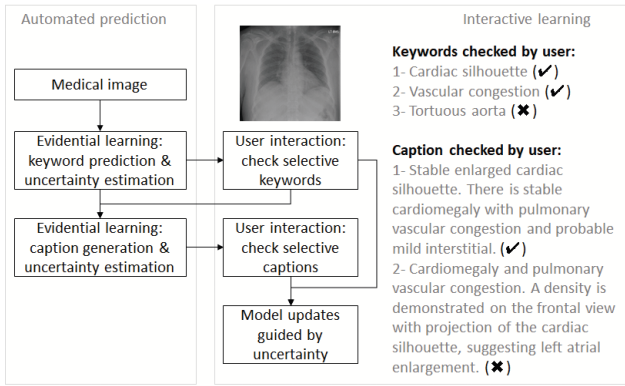 Automated prediction
Interactive learning
Medical image
Evidential learning:
keyword prediction &
uncertainty estimation
User interaction:
check selective
keywords
Evidential learning:
caption generation &
uncertainty estimation
User interaction:
check selective
captions
Model updates
guided by
uncertainty
Keywords checked by user:
1- Cardiac silhouette (✔)
2- Vascular congestion (✔)
3- Tortuous aorta (✖)
Caption checked by user:
1- Stable enlarged cardiac
silhouette. There is stable
cardiomegaly with pulmonary
vascular congestion and probable
mild interstitial. (✔)
2- Cardiomegaly and pulmonary
vascular congestion. A density is
demonstrated on the frontal view
with projection of the cardiac
silhouette, suggesting left atrial
enlargement. (✖)